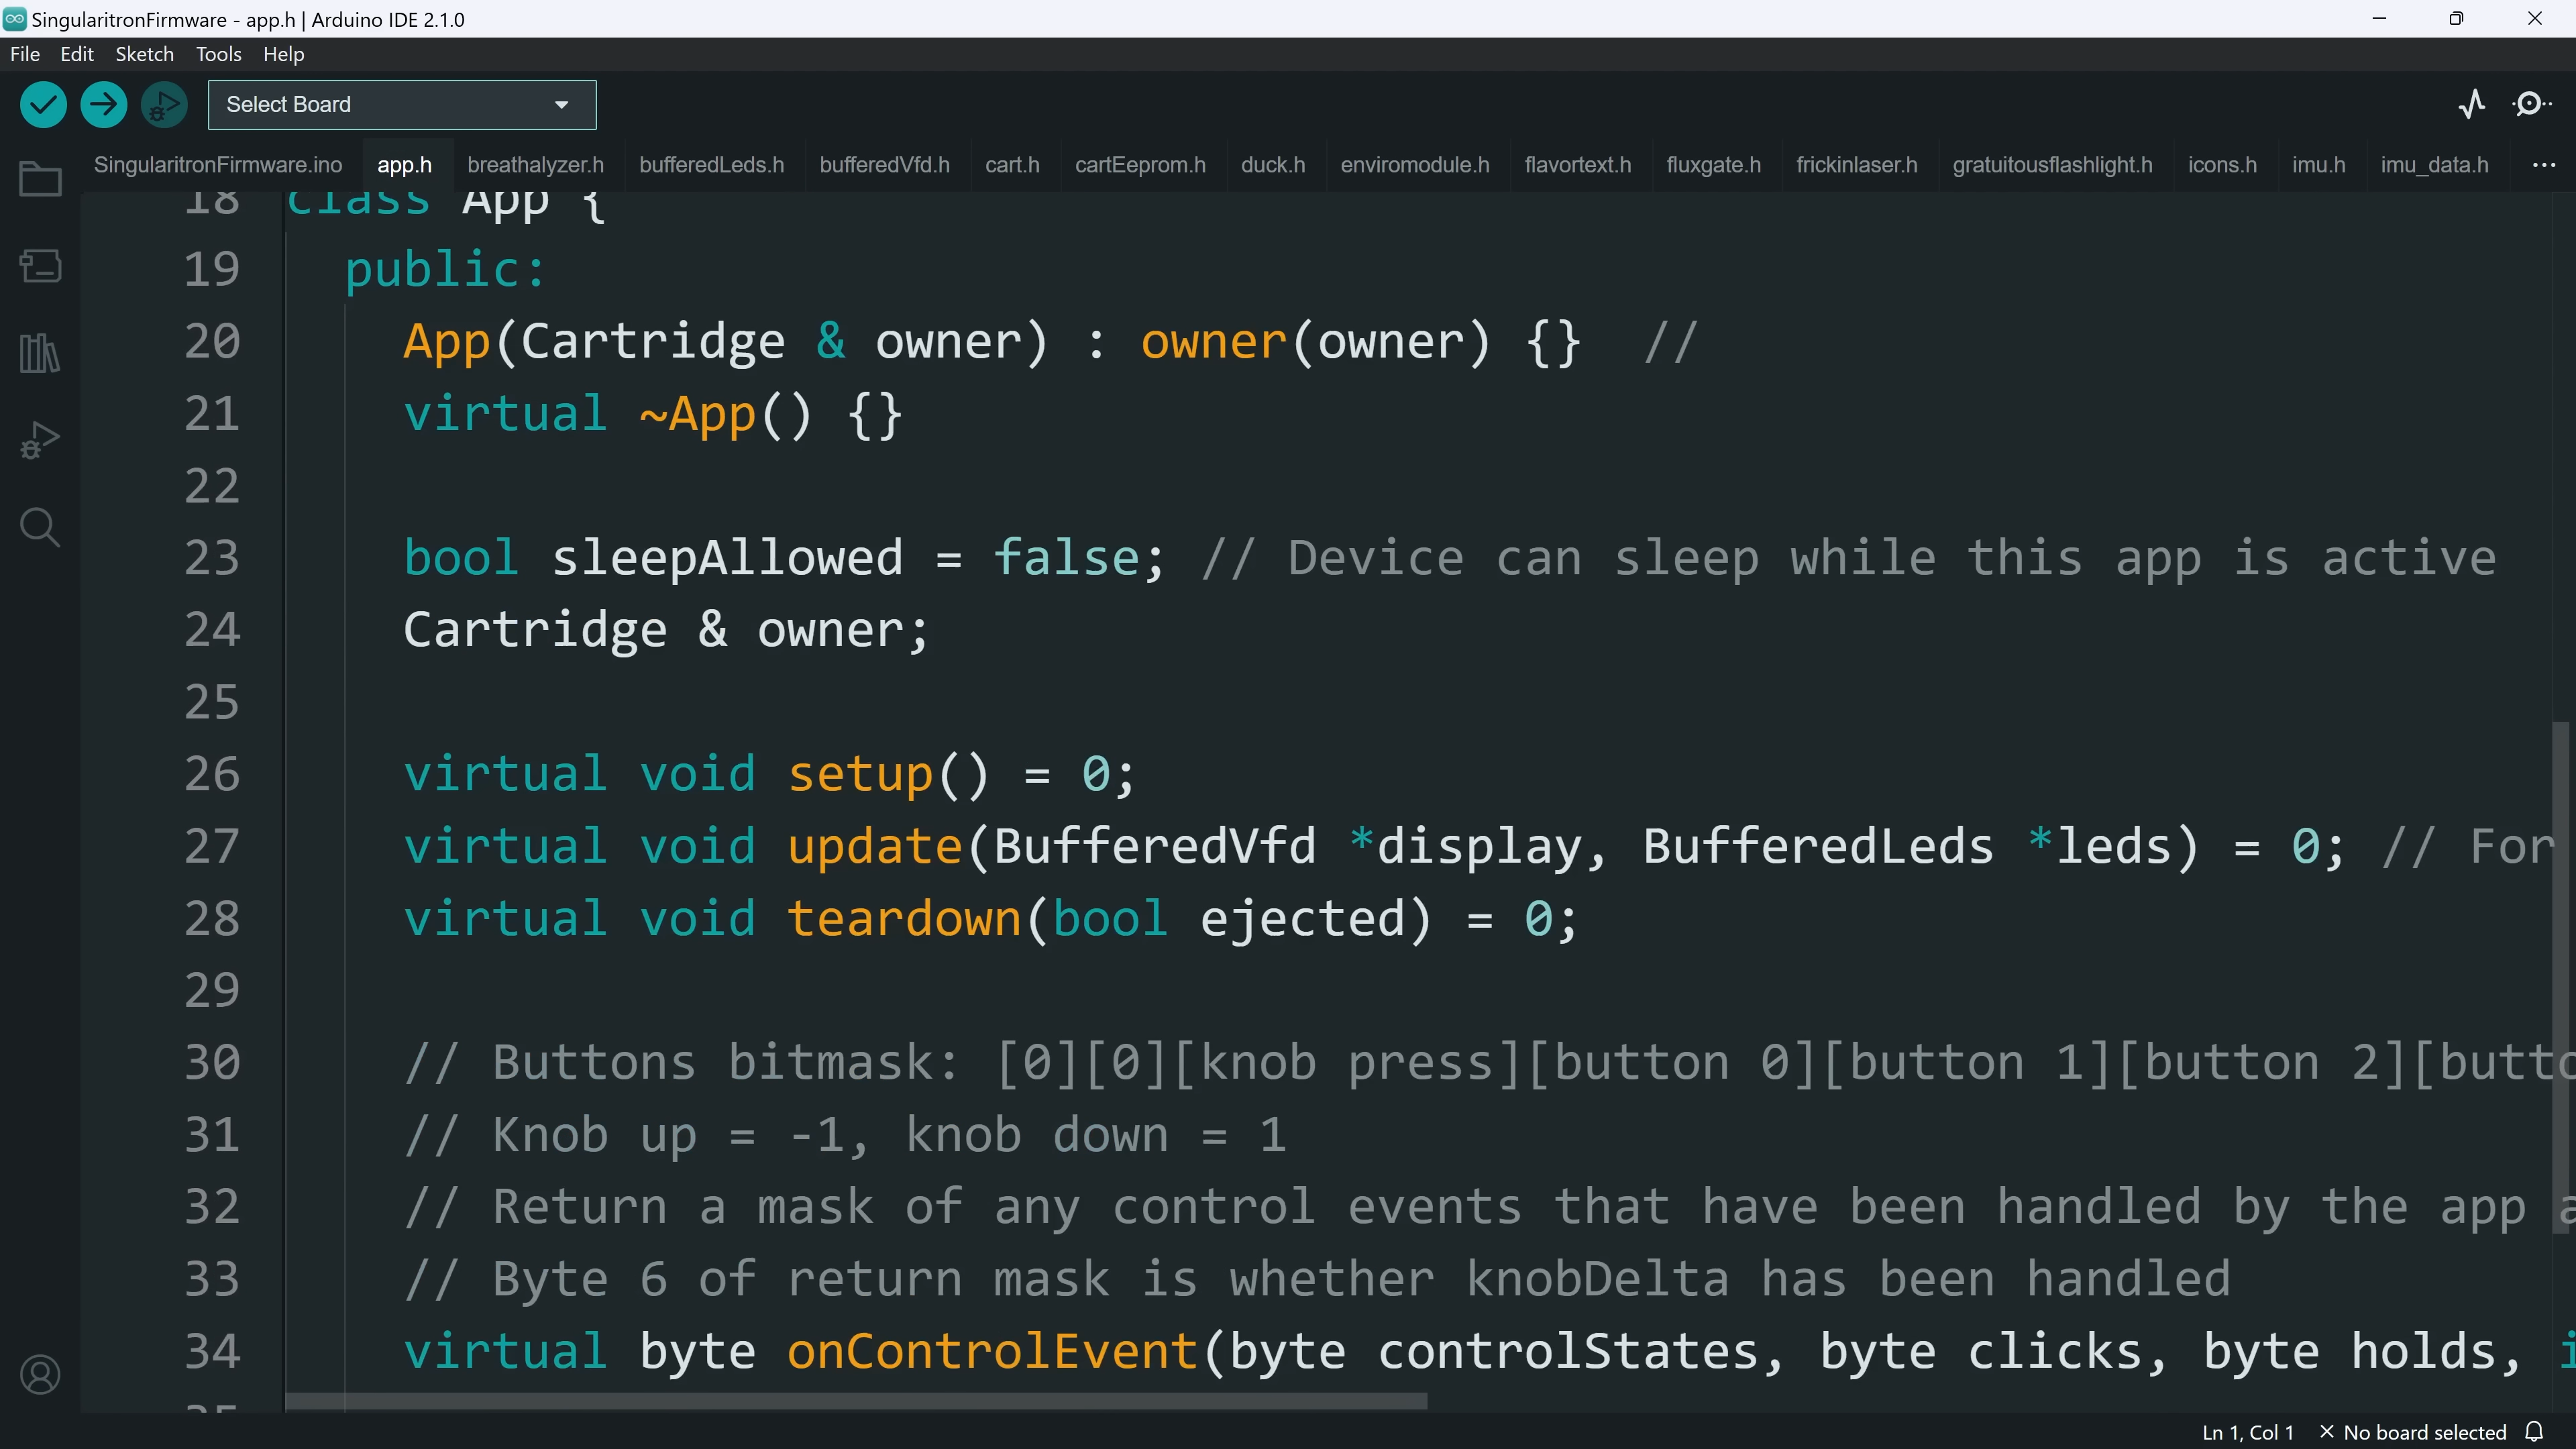 SingularitronFirmware - app.h | Arduino IDE 2.1.0
File Edit Sketch Tools Help
Select Board
SingularitronFirmware.ino app.h breathalyzer.h bufferedLeds.h bufferedVfd.h cart.h cartEeprom.h duck.h enviromodule.h flavortext.h fluxgate.h frickinlaser.h gratuitousflashlight.h icons.h imu.h imu_data.h ...
18 class App {
19 public:
20 App(Cartridge & owner) : owner(owner) {} //
21 virtual ~App() {}
22
23 bool sleepAllowed = false; // Device can sleep while this app is active
24 Cartridge & owner;
25
26 virtual void setup() = 0;
27 virtual void update(BufferedVfd *display, BufferedLeds *leds) = 0; // For
28 virtual void teardown(bool ejected) = 0;
29
30 // Buttons bitmask: [0][0][knob press][button 0][button 1][button 2][butto
31 // Knob up = -1, knob down = 1
32 // Return a mask of any control events that have been handled by the app a
33 // Byte 6 of return mask is whether knobDelta has been handled
34 virtual byte onControlEvent(byte controlStates, byte clicks, byte holds, i
Ln 1, Col 1 × No board selected